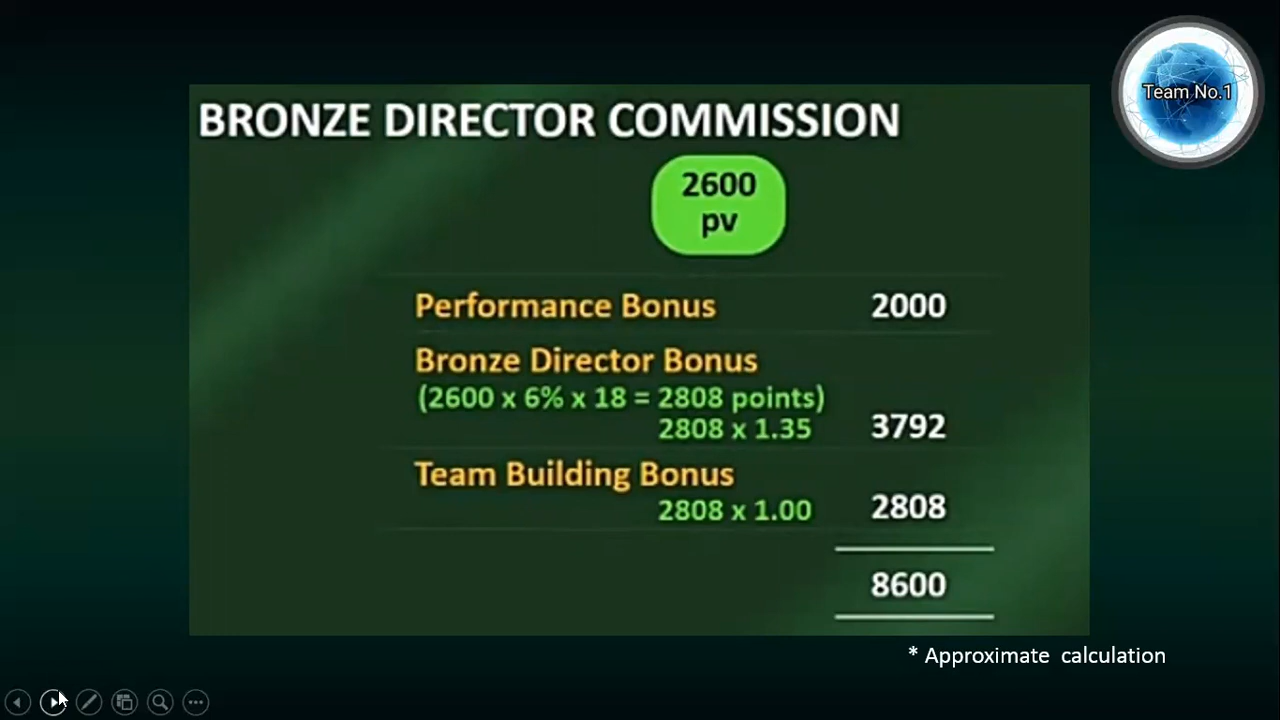 Team No.1
BRONZE DIRECTOR COMMISSION
2600
pv
Performance Bonus 2000
Bronze Director Bonus
(2600 x 6% x 18 = 2808 points)
2808 x 1.35 3792
Team Building Bonus
2808 x 1.00 2808
8600
* Approximate calculation